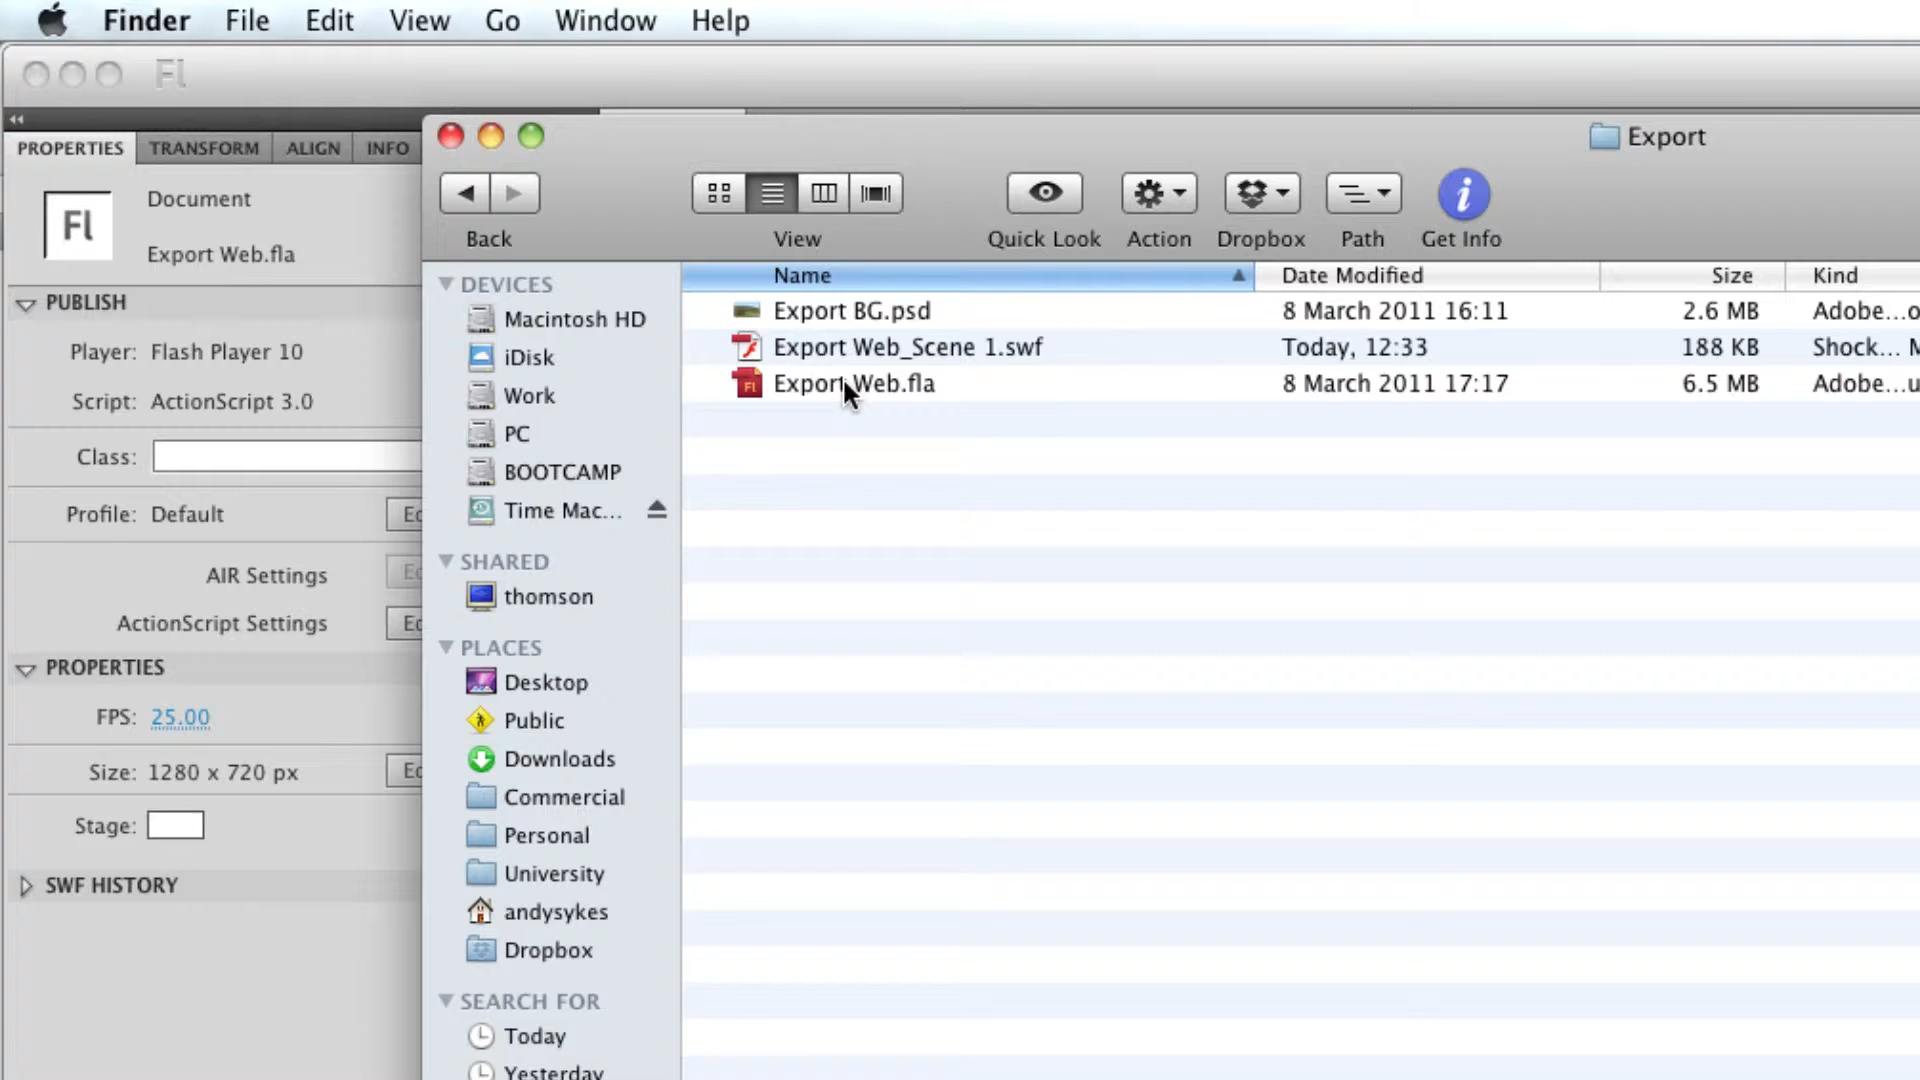 Finder File Edit View Go Window Help
Fl
PROPERTIES TRANSFORM ALIGN INFO
Fl
Document
Export Web.fla
PUBLISH
Player: Flash Player 10
Script: ActionScript 3.0
Class:
Profile: Default
AIR Settings
ActionScript Settings
PROPERTIES
FPS: 25.00
Size: 1280 x 720 px
Stage:
SWF HISTORY
Export
Back View Quick Look Action Dropbox Path Get Info
DEVICES
Macintosh HD
iDisk
Work
PC
BOOTCAMP
Time Mac...
SHARED
thomson
PLACES
Desktop
Public
Downloads
Commercial
Personal
University
andysykes
Dropbox
SEARCH FOR
Today
Yesterday
Name Date Modified Size Kind
Export BG.psd 8 March 2011 16:11 2.6 MB Adobe...o
Export Web_Scene 1.swf Today, 12:33 188 KB Shock... M
Export Web.fla 8 March 2011 17:17 6.5 MB Adobe...u